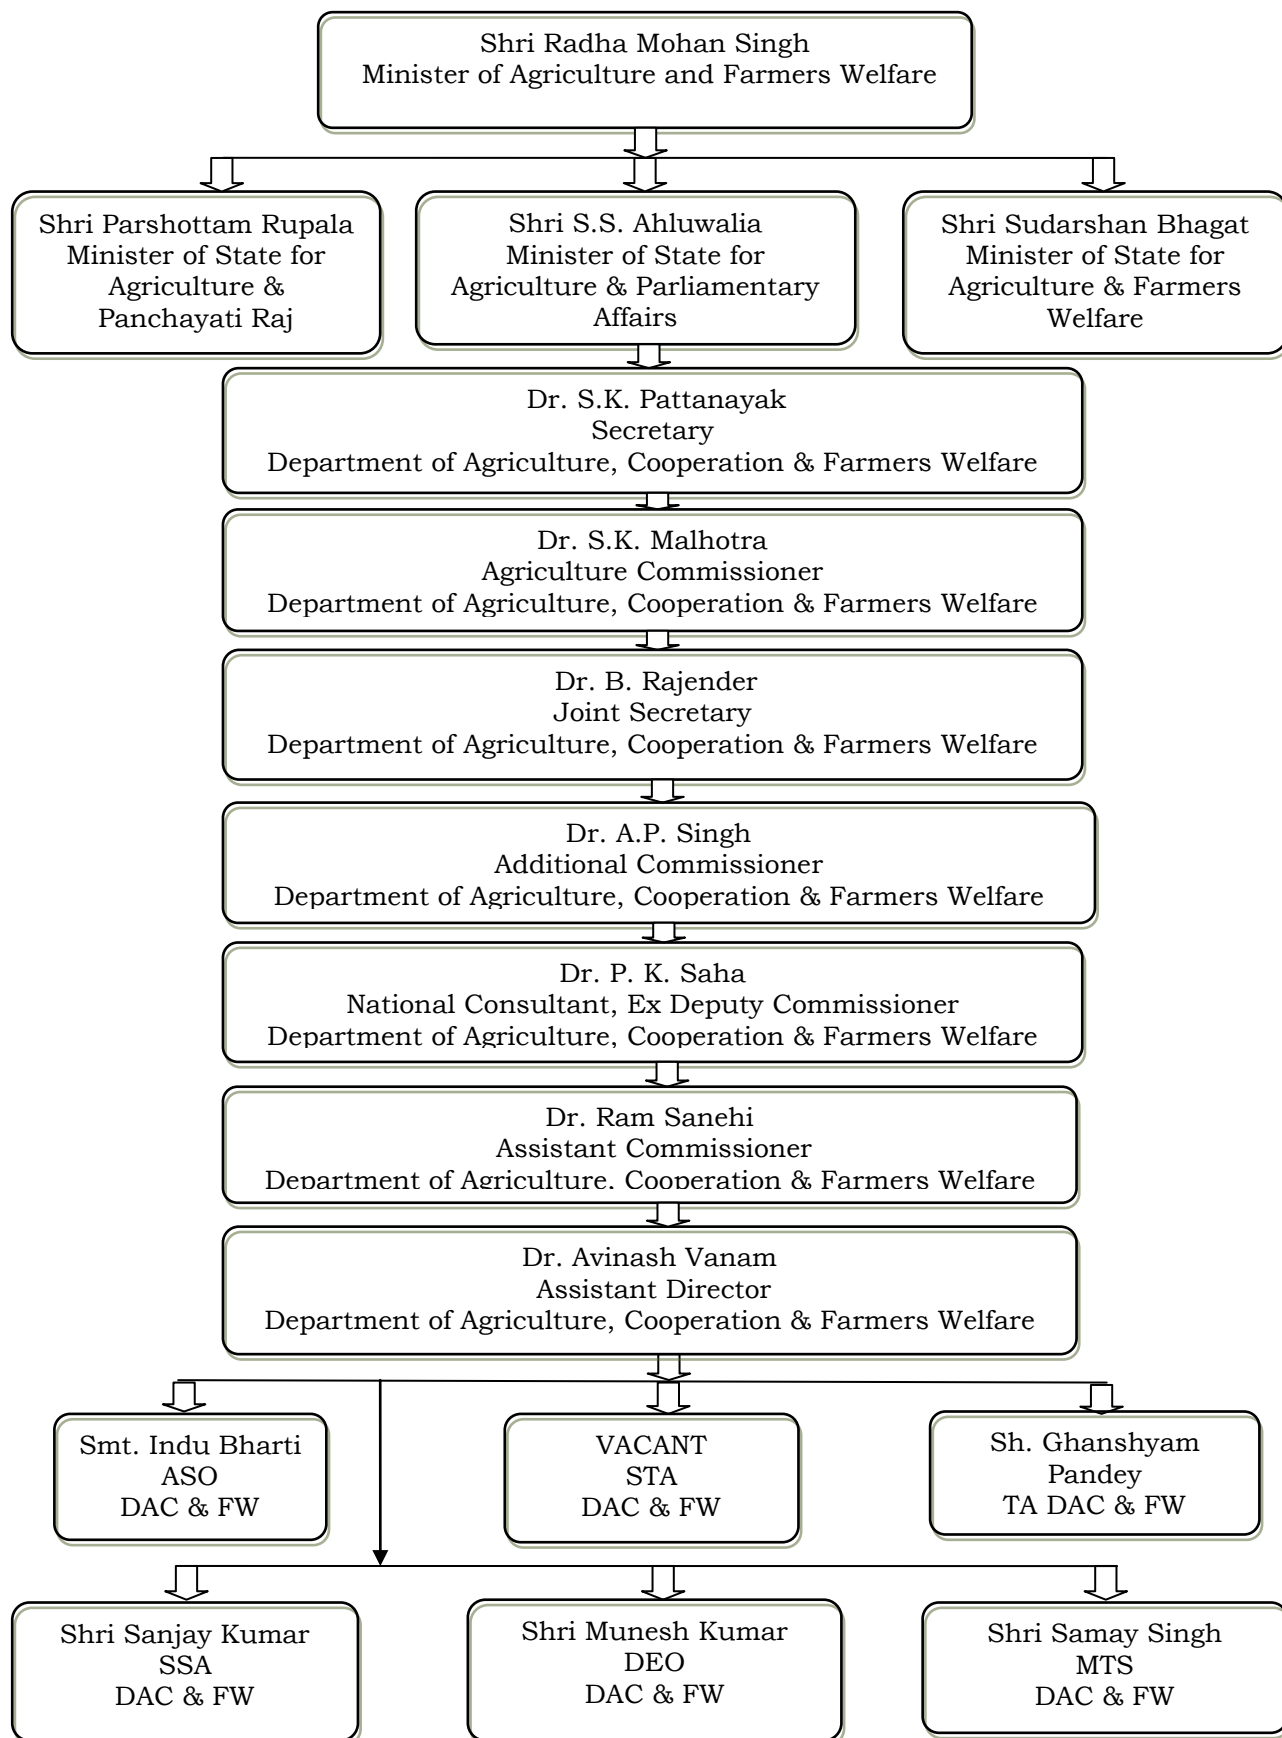 Shri Radha Mohan Singh
Minister of Agriculture and Farmers Welfare
Shri Parshottam Rupala
Minister of State for
Agriculture &
Panchayati Raj
Shri S.S. Ahluwalia
Minister of State for
Agriculture & Parliamentary
Affairs
Shri Sudarshan Bhagat
Minister of State for
Agriculture & Farmers
Welfare
Dr. S.K. Pattanayak
Secretary
Department of Agriculture, Cooperation & Farmers Welfare
Dr. S.K. Malhotra
Agriculture Commissioner
Department of Agriculture, Cooperation & Farmers Welfare
Dr. B. Rajender
Joint Secretary
Department of Agriculture, Cooperation & Farmers Welfare
Dr. A.P. Singh
Additional Commissioner
Department of Agriculture, Cooperation & Farmers Welfare
Dr. P. K. Saha
National Consultant, Ex Deputy Commissioner
Department of Agriculture, Cooperation & Farmers Welfare
Dr. Ram Sanehi
Assistant Commissioner
Department of Agriculture, Cooperation & Farmers Welfare
Dr. Avinash Vanam
Assistant Director
Department of Agriculture, Cooperation & Farmers Welfare
Smt. Indu Bharti
ASO
DAC & FW
VACANT
STA
DAC & FW
Sh. Ghanshyam
Pandey
TA DAC & FW
Shri Sanjay Kumar
SSA
DAC & FW
Shri Munesh Kumar
DEO
DAC & FW
Shri Samay Singh
MTS
DAC & FW